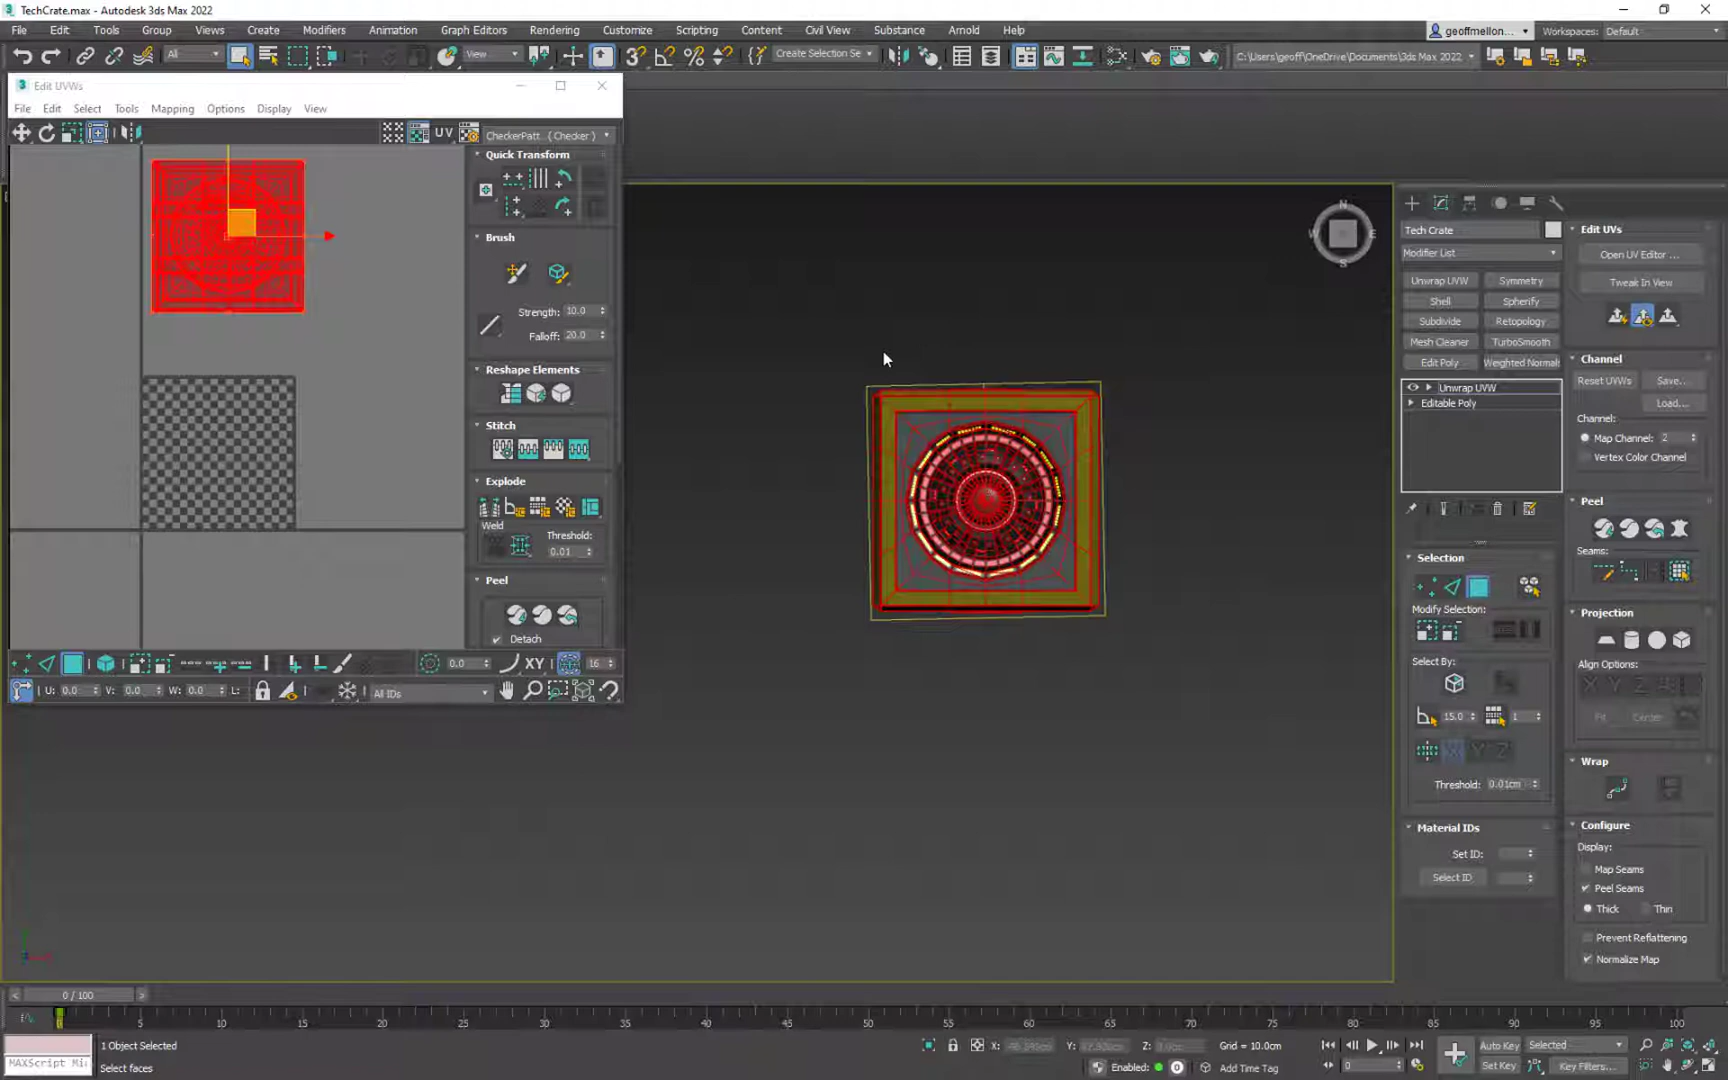 TechCrate.max - Autodesk 3ds Max 2022
File Edit Tools Group Views Create Modifiers Animation Graph Editors Rendering Customize Scripting Content Civil View Substance Arnold Help
geoffmellon... Workspaces: Default
All View Create Selection Se C:\Users\geoff\OneDrive\Documents\3ds Max 2022
Edit UVWs
File Edit Select Tools Mapping Options Display View
UV CheckerPatt.. ( Checker )
Quick Transform
Brush
Strength: 10.0
Falloff: 20.0
Reshape Elements
Stitch
Explode
Weld
Threshold:
0.01
Peel
Detach
0.0 XY 16
U: 0.0 V: 0.0 W: 0.0 L: All IDs
N
W E
S
Tech Crate
Modifier List
Unwrap UVW Symmetry
Shell Spherify
Subdivide Retopology
Mesh Cleaner TurboSmooth
Edit Poly Weighted Normals
Unwrap UVW
Editable Poly
Selection
Modify Selection:
Select By:
15.0 1
X Y Z
Threshold: 0.01cm
Material IDs
Set ID:
Select ID
Edit UVs
Open UV Editor ...
Tweak In View
Channel
Reset UVWs Save...
Load...
Channel:
Map Channel: 2
Vertex Color Channel
Peel
Seams:
Projection
Align Options:
X Y Z
Fit Center
Wrap
Configure
Display:
Map Seams
Peel Seams
Thick Thin
Prevent Reflattening
Normalize Map
0 / 100
5 10 15 20 25 30 35 40 45 50 55 60 65 70 75 80 85 90 95 100
1 Object Selected
MAXScript Mi
Select faces
X: Y: Z: Grid = 10.0cm
Enabled: Add Time Tag
0
Auto Key Selected
Set Key Key Filters...